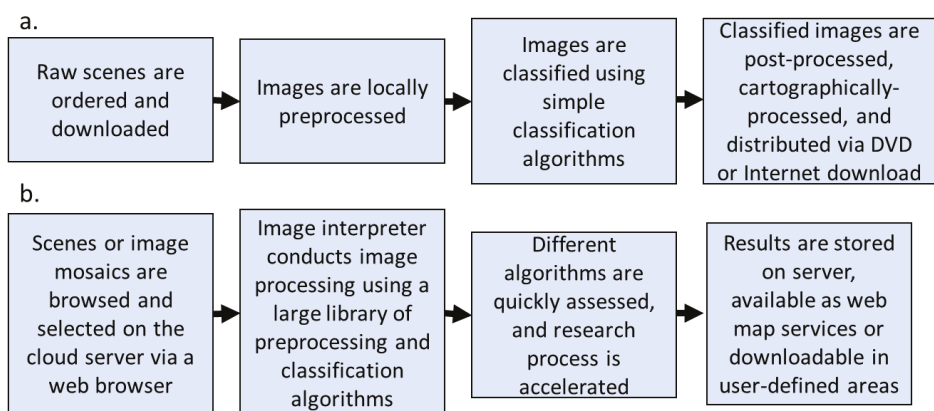 a.
Raw scenes are
ordered and
downloaded
Images are locally
preprocessed
Images are
classified using
simple
classification
algorithms
Classified images are
post-processed,
cartographically-
processed, and
distributed via DVD
or Internet download
b.
Scenes or image
mosaics are
browsed and
selected on the
cloud server via a
web browser
Image interpreter
conducts image
processing using a
large library of
preprocessing and
classification
algorithms
Different
algorithms are
quickly assessed,
and research
process is
accelerated
Results are stored
on server,
available as web
map services or
downloadable in
user-defined areas